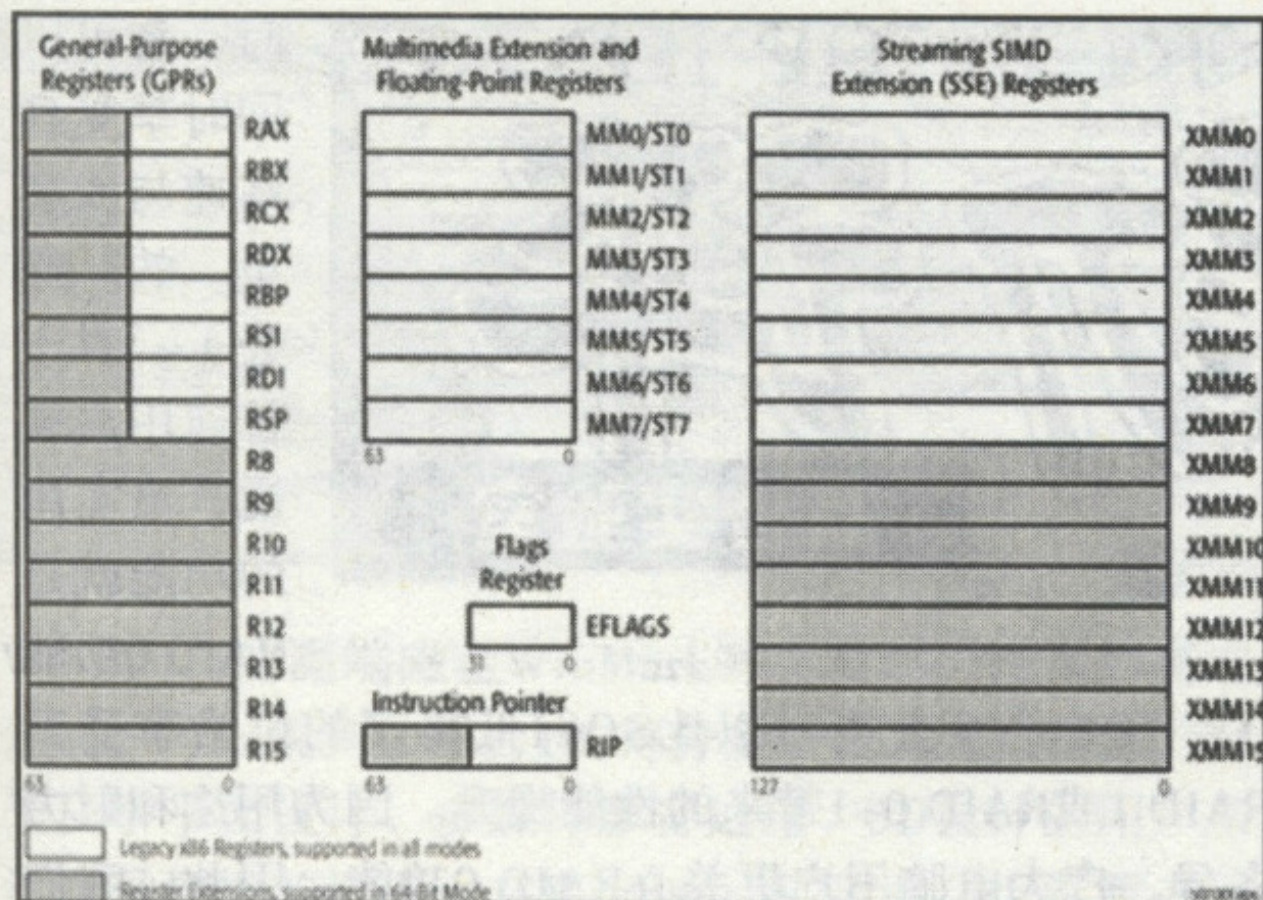 General-Purpose
Registers (GPRs)
RAX
RBX
RCX
RDX
RBP
RSI
RDI
RSP
R8
R9
R10
R11
R12
R13
R14
R15
63 0
Multimedia Extension and
Floating-Point Registers
MM0/ST0
MM1/ST1
MM2/ST2
MM3/ST3
MM4/ST4
MM5/ST5
MM6/ST6
MM7/ST7
63 0
Flags
Register
EFLAGS
31 0
Instruction Pointer
RIP
63 0
Streaming SIMD
Extension (SSE) Registers
XMM0
XMM1
XMM2
XMM3
XMM4
XMM5
XMM6
XMM7
XMM8
XMM9
XMM10
XMM11
XMM12
XMM13
XMM14
XMM15
127 0
Legacy x86 Registers, supported in all modes
Register Extensions, supported in 64-Bit Mode